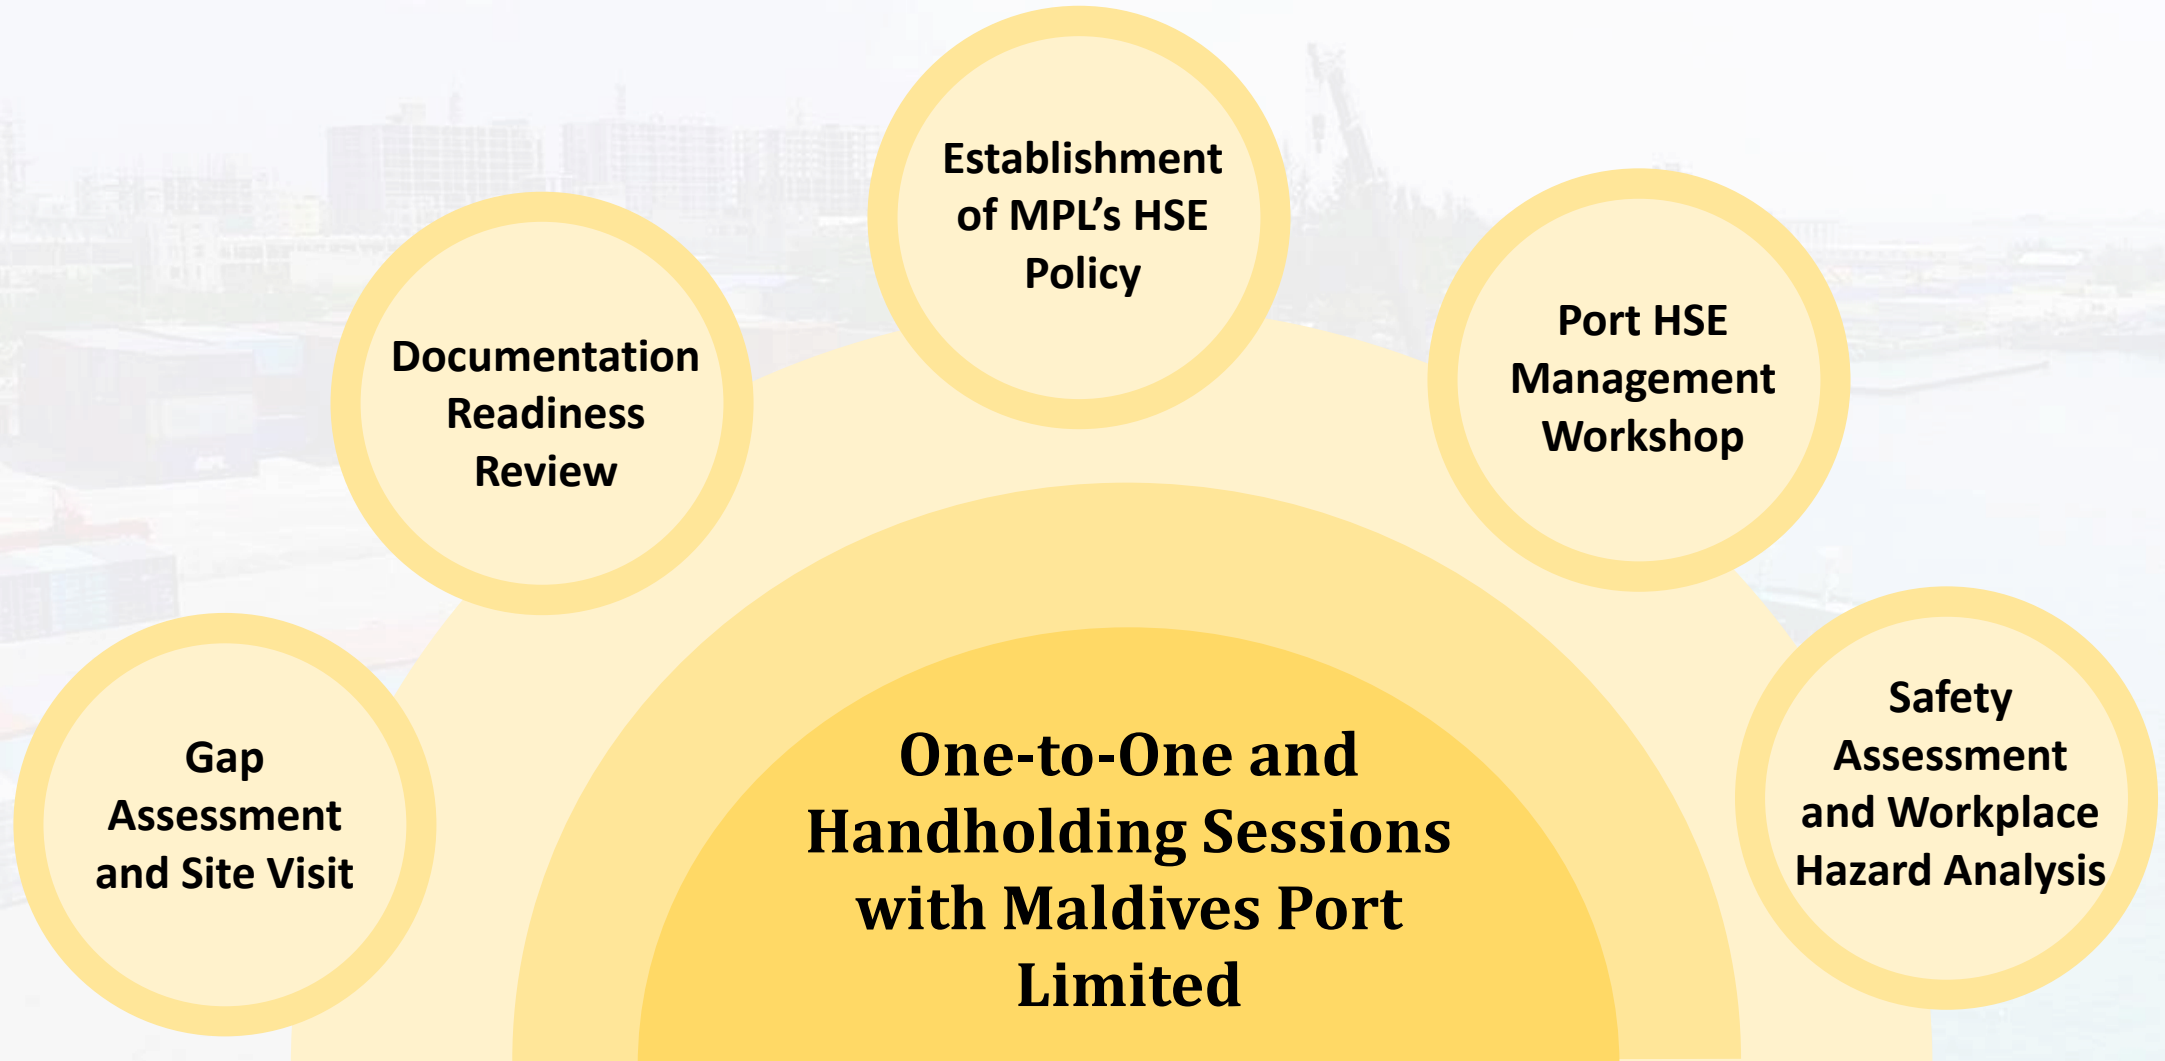 Establishment
of MPL’s HSE
Policy
Documentation
Readiness
Review
Port HSE
Management
Workshop
Gap
Assessment
and Site Visit
Safety
Assessment
and Workplace
Hazard Analysis
One-to-One and
Handholding Sessions
with Maldives Port
Limited